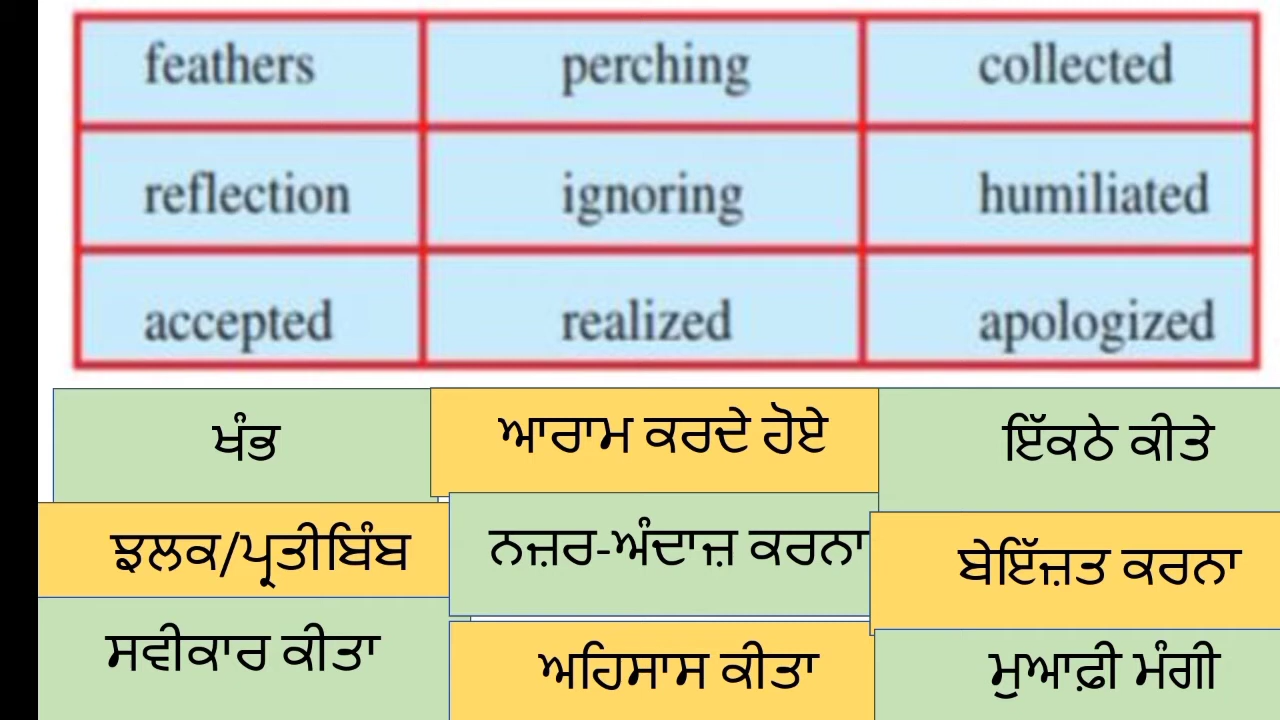 feathers perching collected
reflection ignoring humiliated
accepted realized apologized
ਖੰਭ ਆਰਾਮ ਕਰਦੇ ਹੋਏ ਇੱਕਠੇ ਕੀਤੇ
ਝਲਕ/ਪ੍ਰਤੀਬਿੰਬ ਨਜ਼ਰ-ਅੰਦਾਜ਼ ਕਰਨਾ ਬੇਇੱਜ਼ਤ ਕਰਨਾ
ਸਵੀਕਾਰ ਕੀਤਾ ਅਹਿਸਾਸ ਕੀਤਾ ਮੁਆਫ਼ੀ ਮੰਗੀ